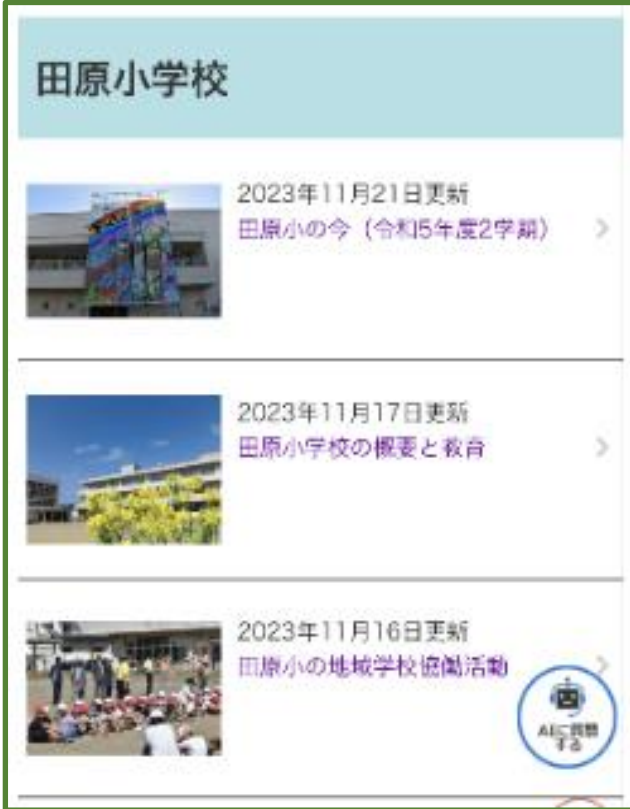 田原小学校
2023年11月21日更新
田原小の今（令和5年度2学期）
2023年11月17日更新
田原小学校の概要と教育
2023年11月16日更新
田原小の地域学校協働活動
AIに質問
する